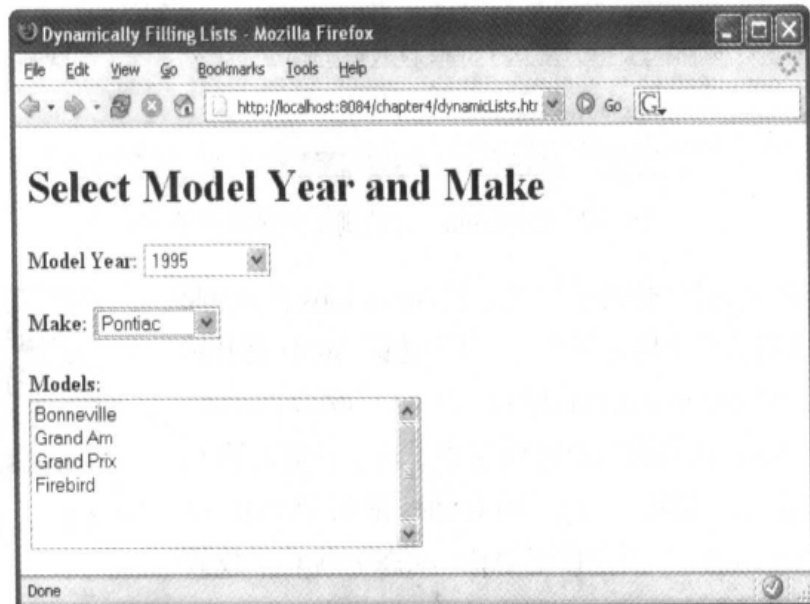 Dynamically Filling Lists - Mozilla Firefox
File Edit View Go Bookmarks Tools Help
http://localhost:8084/chapter4/dynamicLists.htr Go G
Select Model Year and Make
Model Year: 1995
Make: Pontiac
Models:
Bonneville
Grand Am
Grand Prix
Firebird
Done